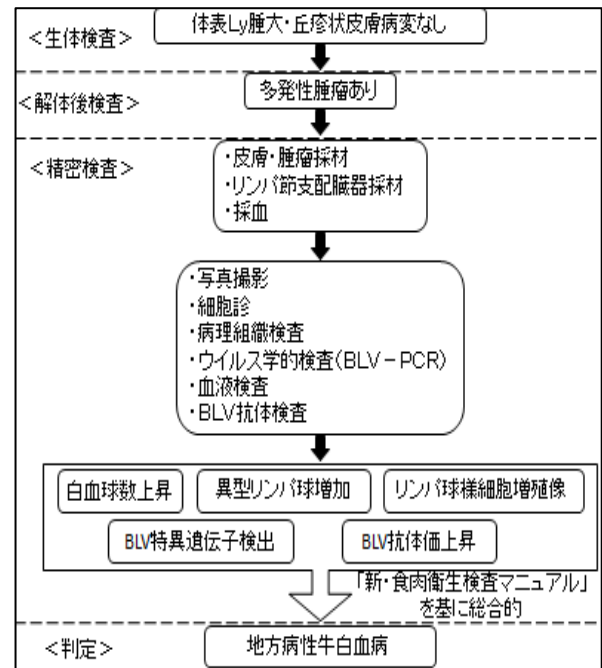 <生体検査>
体表Ly腫大・丘疹状皮膚病変なし
<解体後検査>
多発性腫瘤あり
<精密検査>
・皮膚・腫瘤採材
・リンパ節支配臓器採材
・採血
・写真撮影
・細胞診
・病理組織検査
・ウイルス学的検査(BLV-PCR)
・血液検査
・BLV抗体検査
白血球数上昇
異型リンパ球増加
リンパ球様細胞増殖像
BLV特異遺伝子検出
BLV抗体価上昇
「新・食肉衛生検査マニュアル」
を基に総合的
<判定>
地方病性牛白血病